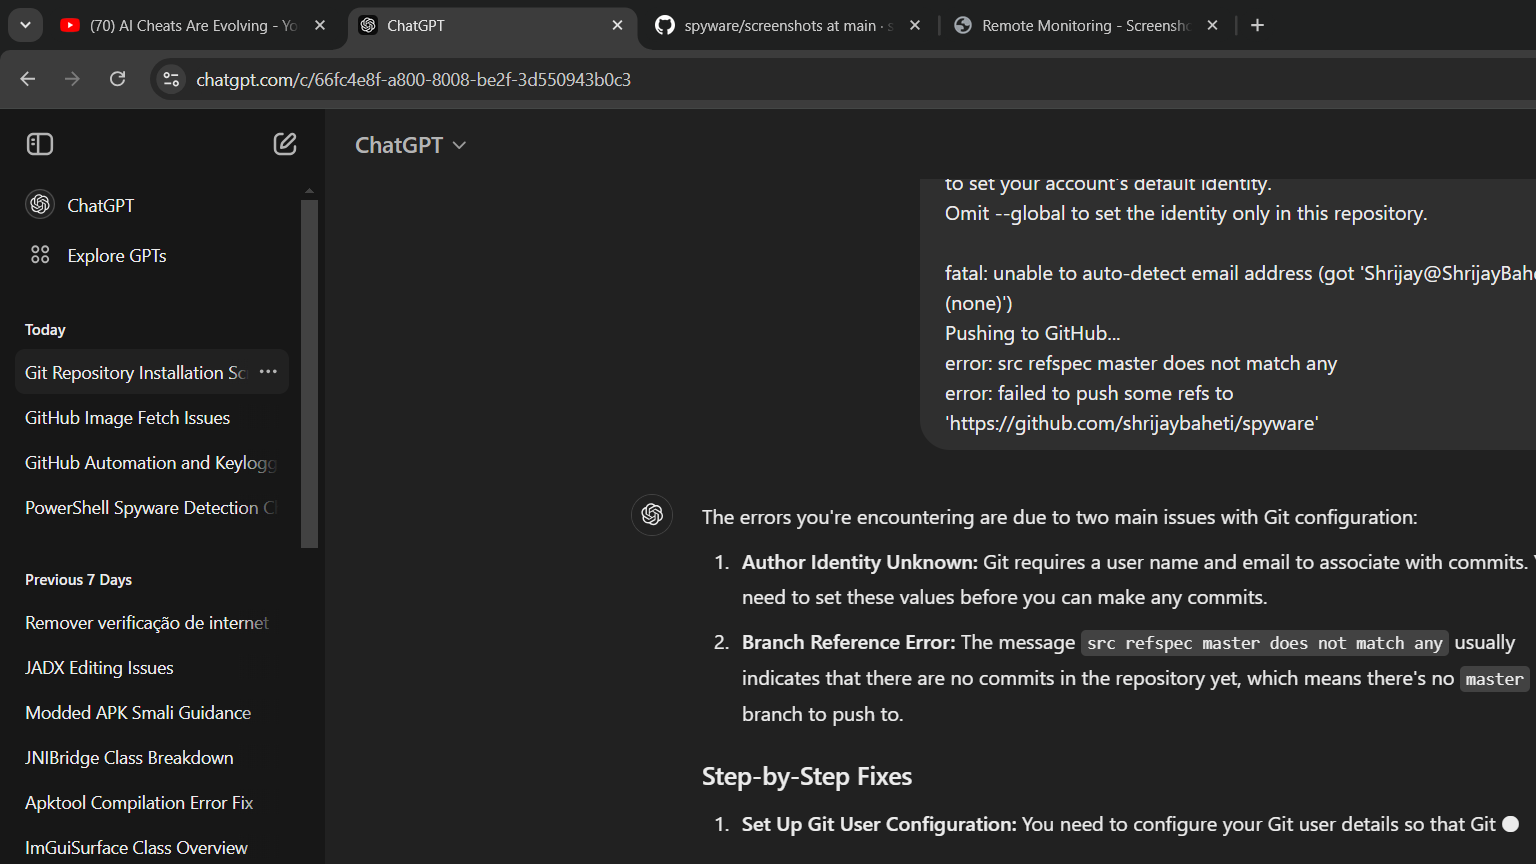 (70) AI Cheats Are Evolving - Yo
ChatGPT
spyware/screenshots at main · s
Remote Monitoring - Screensho
chatgpt.com/c/66fc4e8f-a800-8008-be2f-3d550943b0c3
ChatGPT
ChatGPT
Explore GPTs
Today
Git Repository Installation Scr
GitHub Image Fetch Issues
GitHub Automation and Keylogg
PowerShell Spyware Detection C
Previous 7 Days
Remover verificação de internet
JADX Editing Issues
Modded APK Smali Guidance
JNIBridge Class Breakdown
Apktool Compilation Error Fix
ImGuiSurface Class Overview
to set your account's default identity.
Omit --global to set the identity only in this repository.
fatal: unable to auto-detect email address (got 'Shrijay@ShrijayBahe
(none)')
Pushing to GitHub...
error: src refspec master does not match any
error: failed to push some refs to
'https://github.com/shrijaybaheti/spyware'
The errors you're encountering are due to two main issues with Git configuration:
1. Author Identity Unknown: Git requires a user name and email to associate with commits.
need to set these values before you can make any commits.
2. Branch Reference Error: The message src refspec master does not match any usually
indicates that there are no commits in the repository yet, which means there's no master
branch to push to.
Step-by-Step Fixes
1. Set Up Git User Configuration: You need to configure your Git user details so that Git